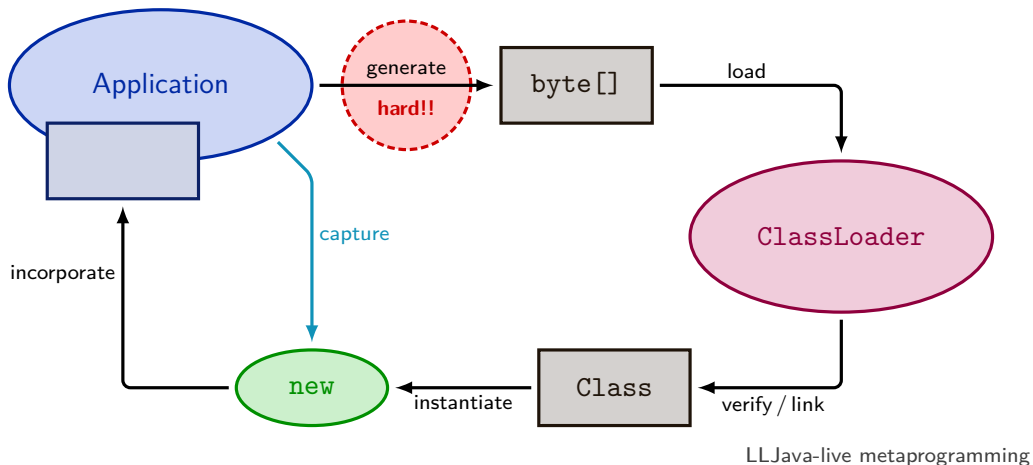 Application
generate
hard!!
byte[]
load
capture
ClassLoader
incorporate
new
instantiate
Class
verify / link
LLJava-live metaprogramming